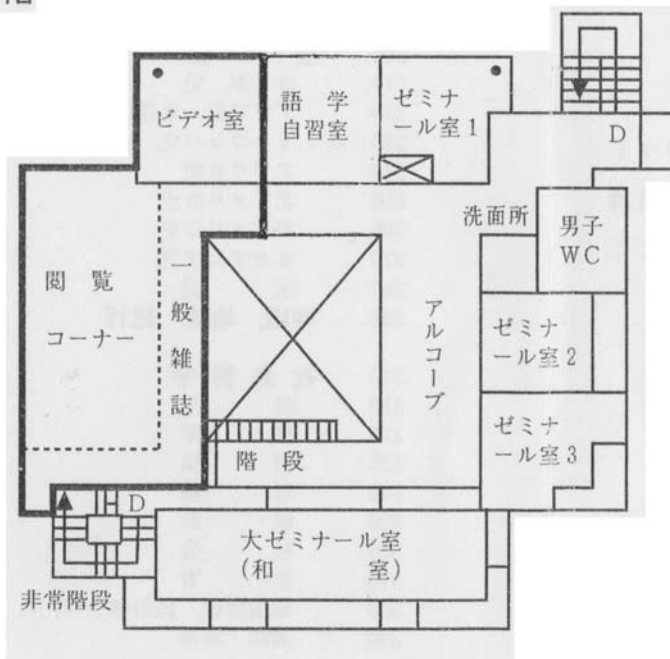 ビデオ室
語 学
自習室
ゼミナ
ール室1
D
洗面所
男子
WC
閲 覧
コーナー
一般雑誌
アルコーブ
ゼミナ
ール室2
ゼミナ
ール室3
階 段
D
大ゼミナール室
(和 室)
非常階段